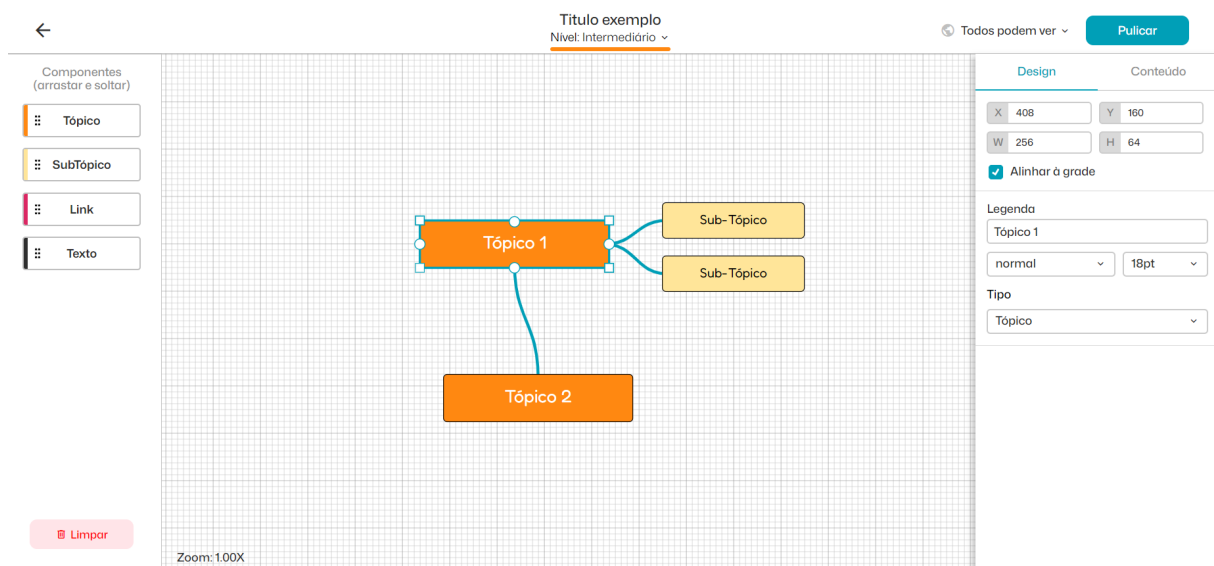 Titulo exemplo
Nível: Intermediário
Todos podem ver
Pulicar
Componentes
(arrastar e soltar)
Tópico
SubTópico
Link
Texto
Limpar
Tópico 1
Sub-Tópico
Sub-Tópico
Tópico 2
Zoom: 1.00X
Design Conteúdo
X 408 Y 160
W 256 H 64
Alinhar à grade
Legenda
Tópico 1
normal 18pt
Tipo
Tópico